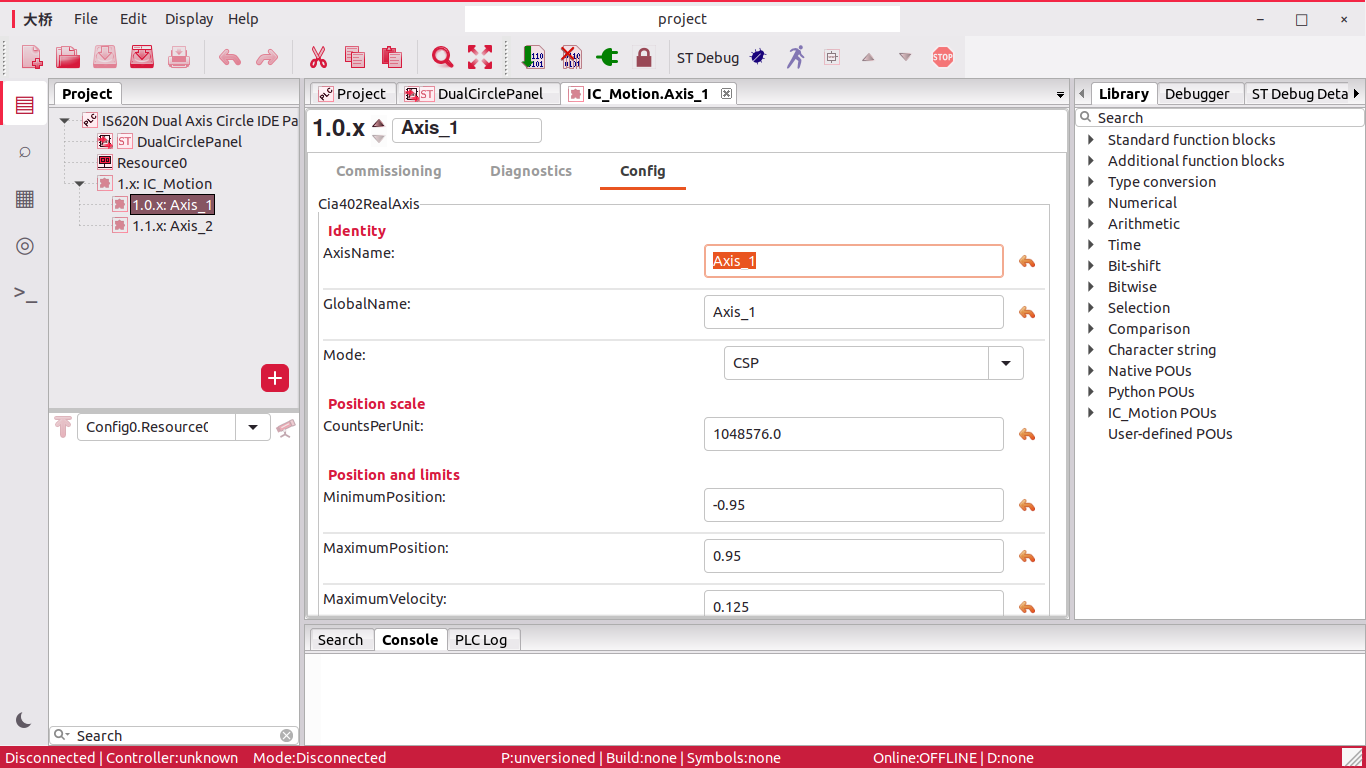 大桥 File Edit Display Help
project
ST Debug
STOP
Project
IS620N Dual Axis Circle IDE Pa
ST DualCirclePanel
Resource0
1.x: IC_Motion
1.0.x: Axis_1
1.1.x: Axis_2
Config0.Resource0
Search
Project
ST DualCirclePanel
IC_Motion.Axis_1
1.0.x Axis_1
Commissioning Diagnostics Config
Cia402RealAxis
Identity
AxisName: Axis_1
GlobalName: Axis_1
Mode: CSP
Position scale
CountsPerUnit: 1048576.0
Position and limits
MinimumPosition: -0.95
MaximumPosition: 0.95
MaximumVelocity: 0.125
Library Debugger ST Debug Deta
Search
Standard function blocks
Additional function blocks
Type conversion
Numerical
Arithmetic
Time
Bit-shift
Bitwise
Selection
Comparison
Character string
Native POUs
Python POUs
IC_Motion POUs
User-defined POUs
Search Console PLC Log
Disconnected | Controller:unknown Mode:Disconnected P:unversioned | Build:none | Symbols:none Online:OFFLINE | D:none